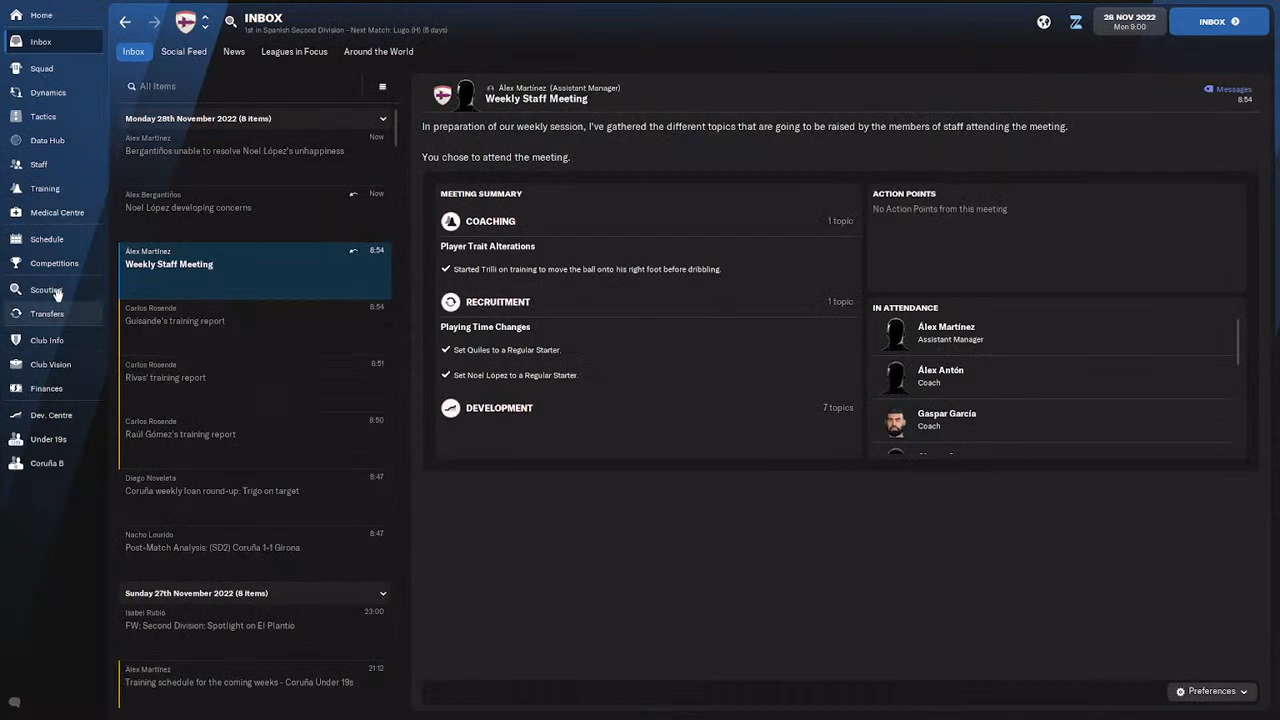 Home
Inbox
Squad
Dynamics
Tactics
Data Hub
Staff
Training
Medical Centre
Schedule
Competitions
Scouting
Transfers
Club Info
Club Vision
Finances
Dev. Centre
Under 19s
Coruña B
INBOX
1st in Spanish Second Division - Next Match: Lugo (H) (6 days)
28 NOV 2022
Mon 9:00
INBOX
Inbox
Social Feed
News
Leagues in Focus
Around the World
All Items
Monday 28th November 2022 (8 items)
Álex Martínez
Now
Bergantiños unable to resolve Noel López's unhappiness
Álex Bergantiños
Now
Noel López developing concerns
Álex Martínez
8:54
Weekly Staff Meeting
Carlos Rosende
8:54
Guisande's training report
Carlos Rosende
8:51
Rivas' training report
Carlos Rosende
8:50
Raúl Gómez's training report
Diego Noveleta
8:47
Coruña weekly loan round-up: Trigo on target
Nacho Lourido
8:47
Post-Match Analysis: (SD2) Coruña 1-1 Girona
Sunday 27th November 2022 (8 items)
Isabel Rubio
23:00
FW: Second Division: Spotlight on El Plantío
Álex Martínez
21:12
Training schedule for the coming weeks - Coruña Under 19s
Álex Martínez (Assistant Manager)
Weekly Staff Meeting
Messages
8:54
In preparation of our weekly session, I've gathered the different topics that are going to be raised by the members of staff attending the meeting.
You chose to attend the meeting.
MEETING SUMMARY
COACHING
1 topic
Player Trait Alterations
Started Trilli on training to move the ball onto his right foot before dribbling.
RECRUITMENT
1 topic
Playing Time Changes
Set Quiles to a Regular Starter.
Set Noel López to a Regular Starter.
DEVELOPMENT
7 topics
ACTION POINTS
No Action Points from this meeting
IN ATTENDANCE
Álex Martínez
Assistant Manager
Álex Antón
Coach
Gaspar García
Coach
Preferences